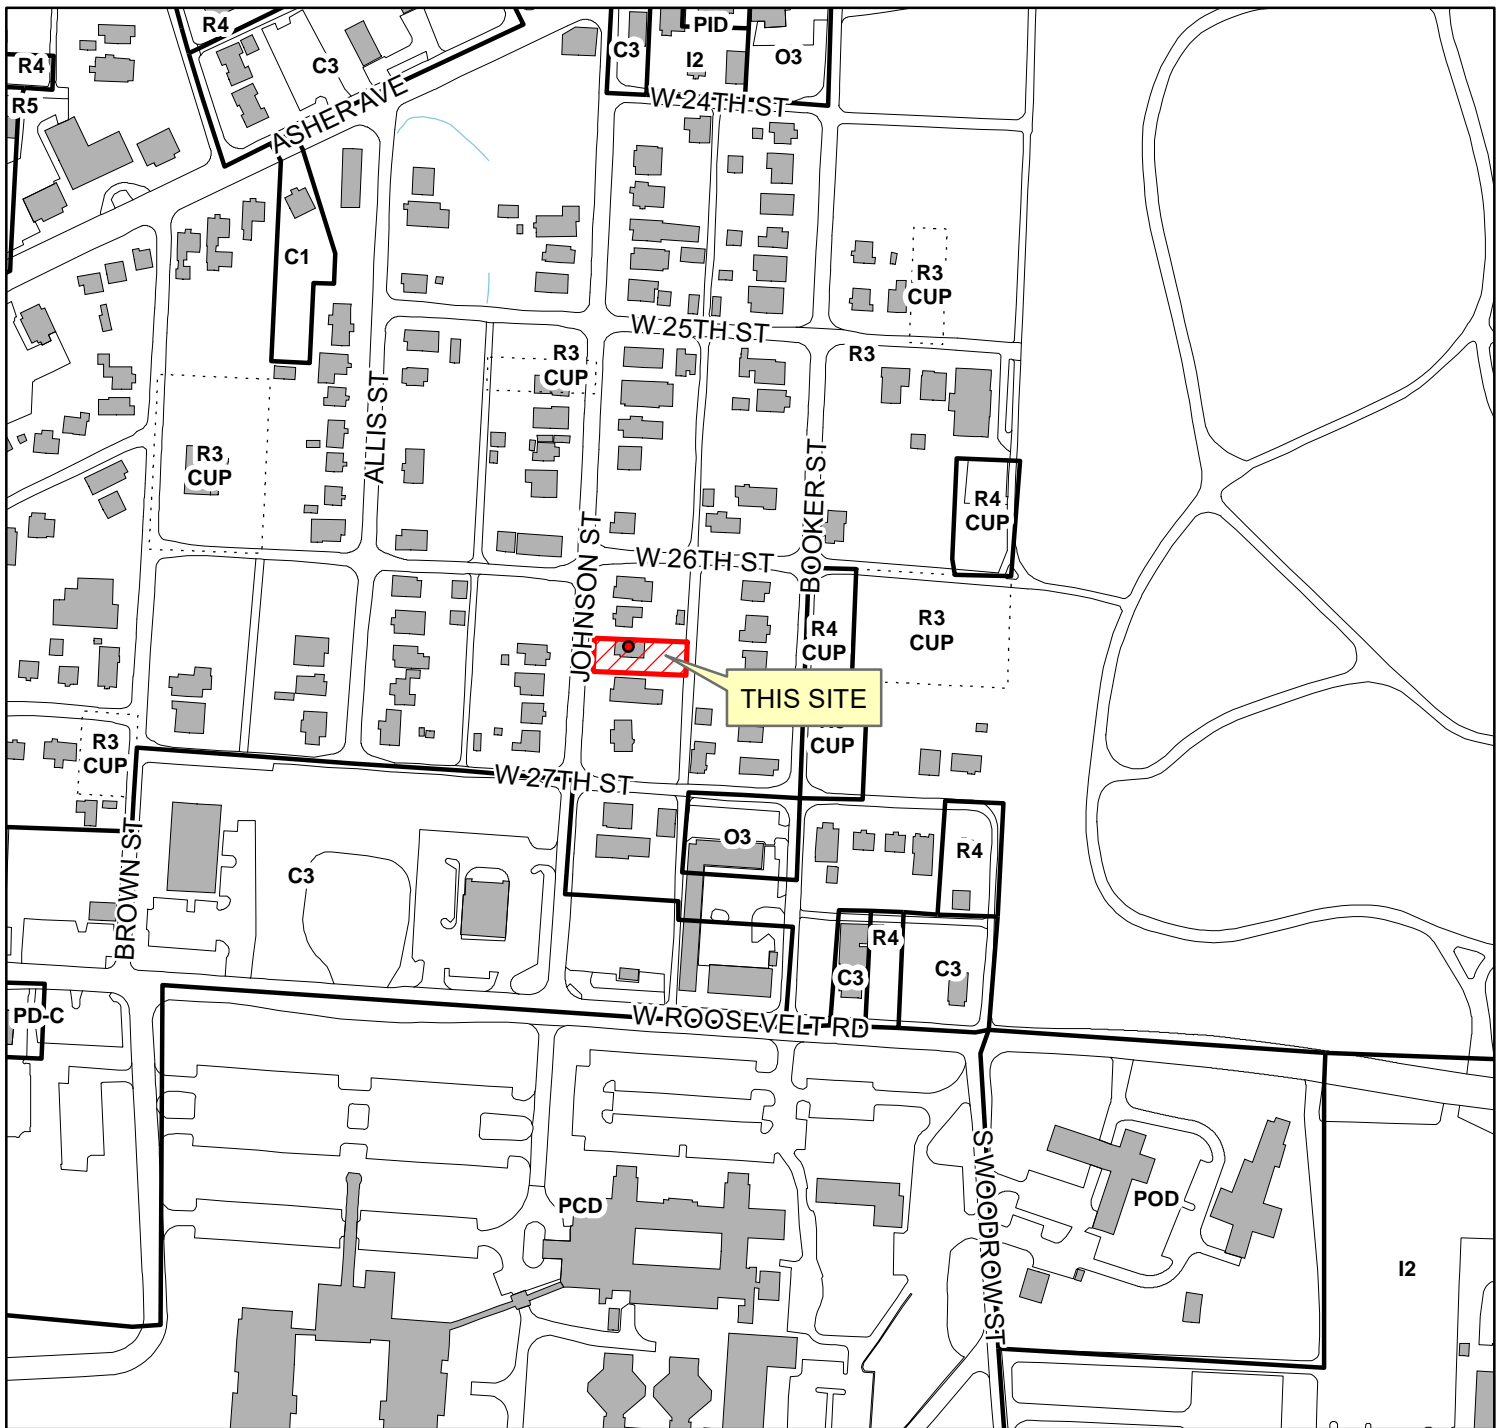 R4
PID
C3
O3
I2
C3
R4
R5
ASHER AVE
W 24TH ST
C1
R3
CUP
W 25TH ST
R3
CUP
R3
ALLIS ST
BOOKER ST
R3
CUP
R4
CUP
JOHNSON ST
W 26TH ST
R4
CUP
R3
CUP
THIS SITE
CUP
R3
CUP
W 27TH ST
O3
R4
C3
BROWN ST
R4
C3
C3
PD-C
W ROOSEVELT RD
S WOODROW ST
PCD
POD
I2